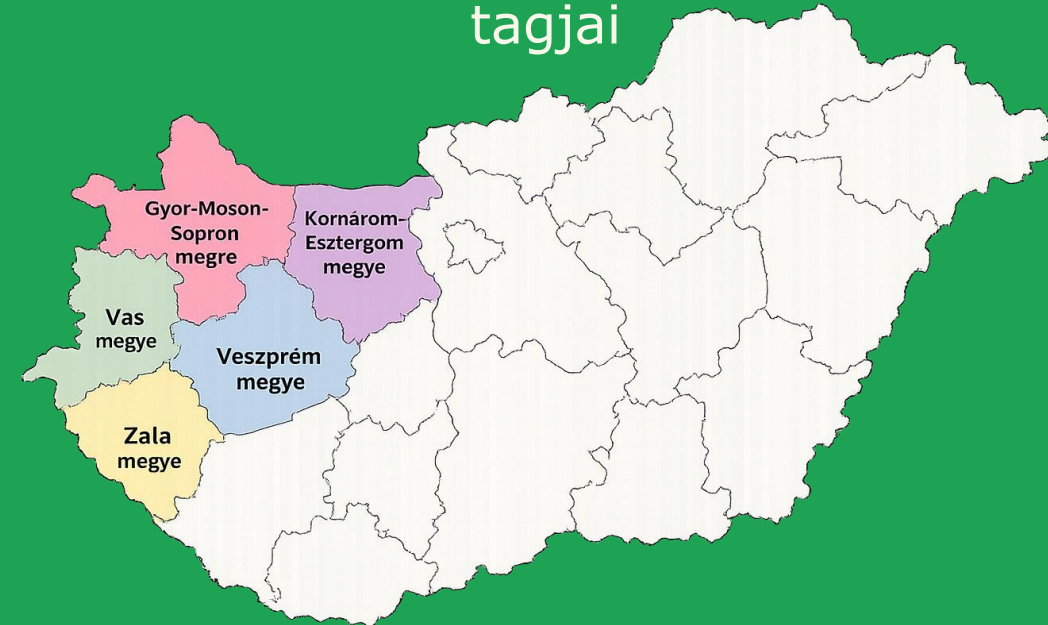 tagjai
Gyor-Moson-
Sopron
megre
Kornárom-
Esztergom
megye
Vas
megye
Veszprém
megye
Zala
megye